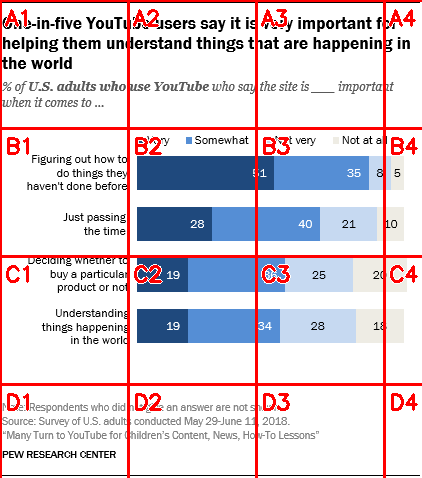 One-in-five YouTube users say it is very important for
helping them understand things that are happening in
the world
% of U.S. adults who use YouTube who say the site is ___ important
when it comes to ...
Very Somewhat Not very Not at all
Figuring out how to
do things they
haven't done before
51 35 8 5
Just passing
the time
28 40 21 10
Deciding whether to
buy a particular
product or not
19 36 25 20
Understanding
things happening
in the world
19 34 28 18
Note: Respondents who did not give an answer are not shown.
Source: Survey of U.S. adults conducted May 29-June 11, 2018.
"Many Turn to YouTube for Children's Content, News, How-To Lessons"
PEW RESEARCH CENTER
A1 A2 A3 A4
B1 B2 B3 B4
C1 C2 C3 C4
D1 D2 D3 D4